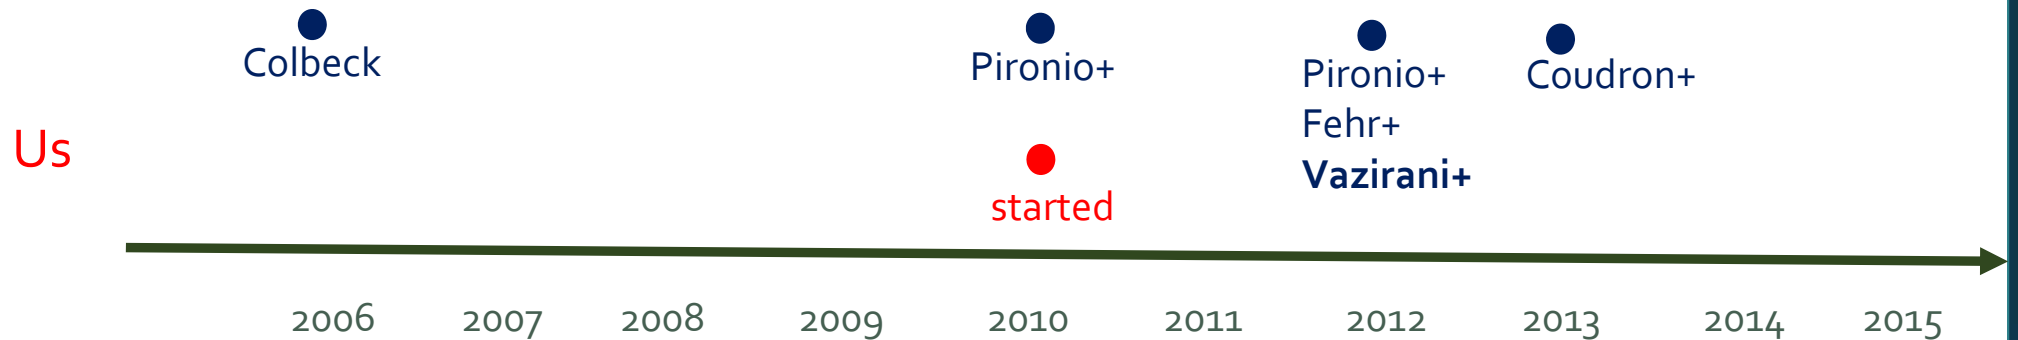 Colbeck
Pironio+
Pironio+
Coudron+
Fehr+
Vazirani+
Us
started
2006 2007 2008 2009 2010 2011 2012 2013 2014 2015